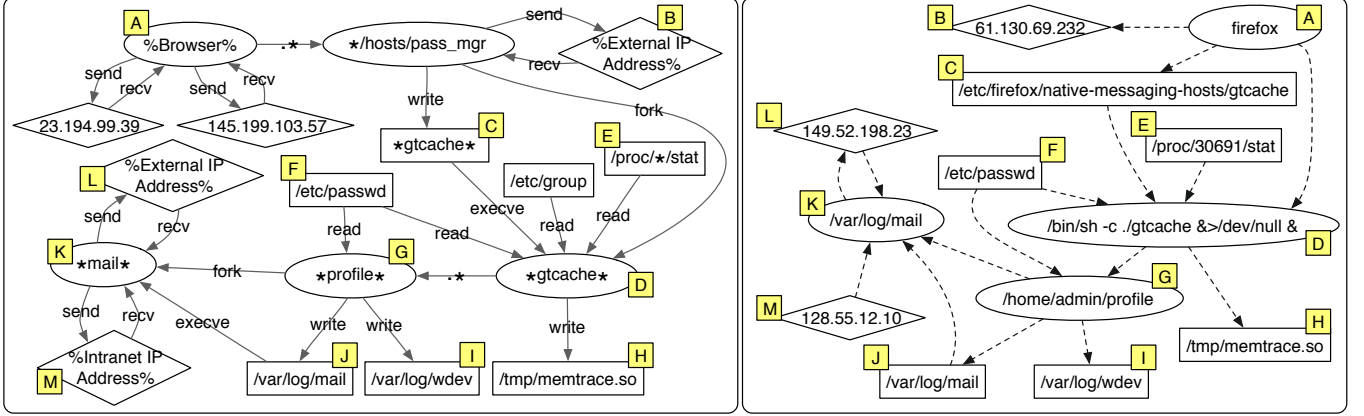 A
%Browser%
.*
*/hosts/pass_mgr
send
recv
B
%External IP
Address%
send
recv
send
recv
23.194.99.39
145.199.103.57
write
fork
C
*gtcache*
E
/proc/*/stat
L
%External IP
Address%
F
/etc/passwd
/etc/group
execve
read
read
read
read
send
recv
K
*mail*
fork
G
*profile*
.*
*gtcache*
D
send
recv
execve
write
write
write
M
%Intranet IP
Address%
J
/var/log/mail
I
/var/log/wdev
H
/tmp/memtrace.so
B
61.130.69.232
firefox
A
C
/etc/firefox/native-messaging-hosts/gtcache
L
149.52.198.23
E
/proc/30691/stat
F
/etc/passwd
K
/var/log/mail
/bin/sh -c ./gtcache &>/dev/null &
D
G
/home/admin/profile
M
128.55.12.10
H
/tmp/memtrace.so
J
/var/log/mail
I
/var/log/wdev